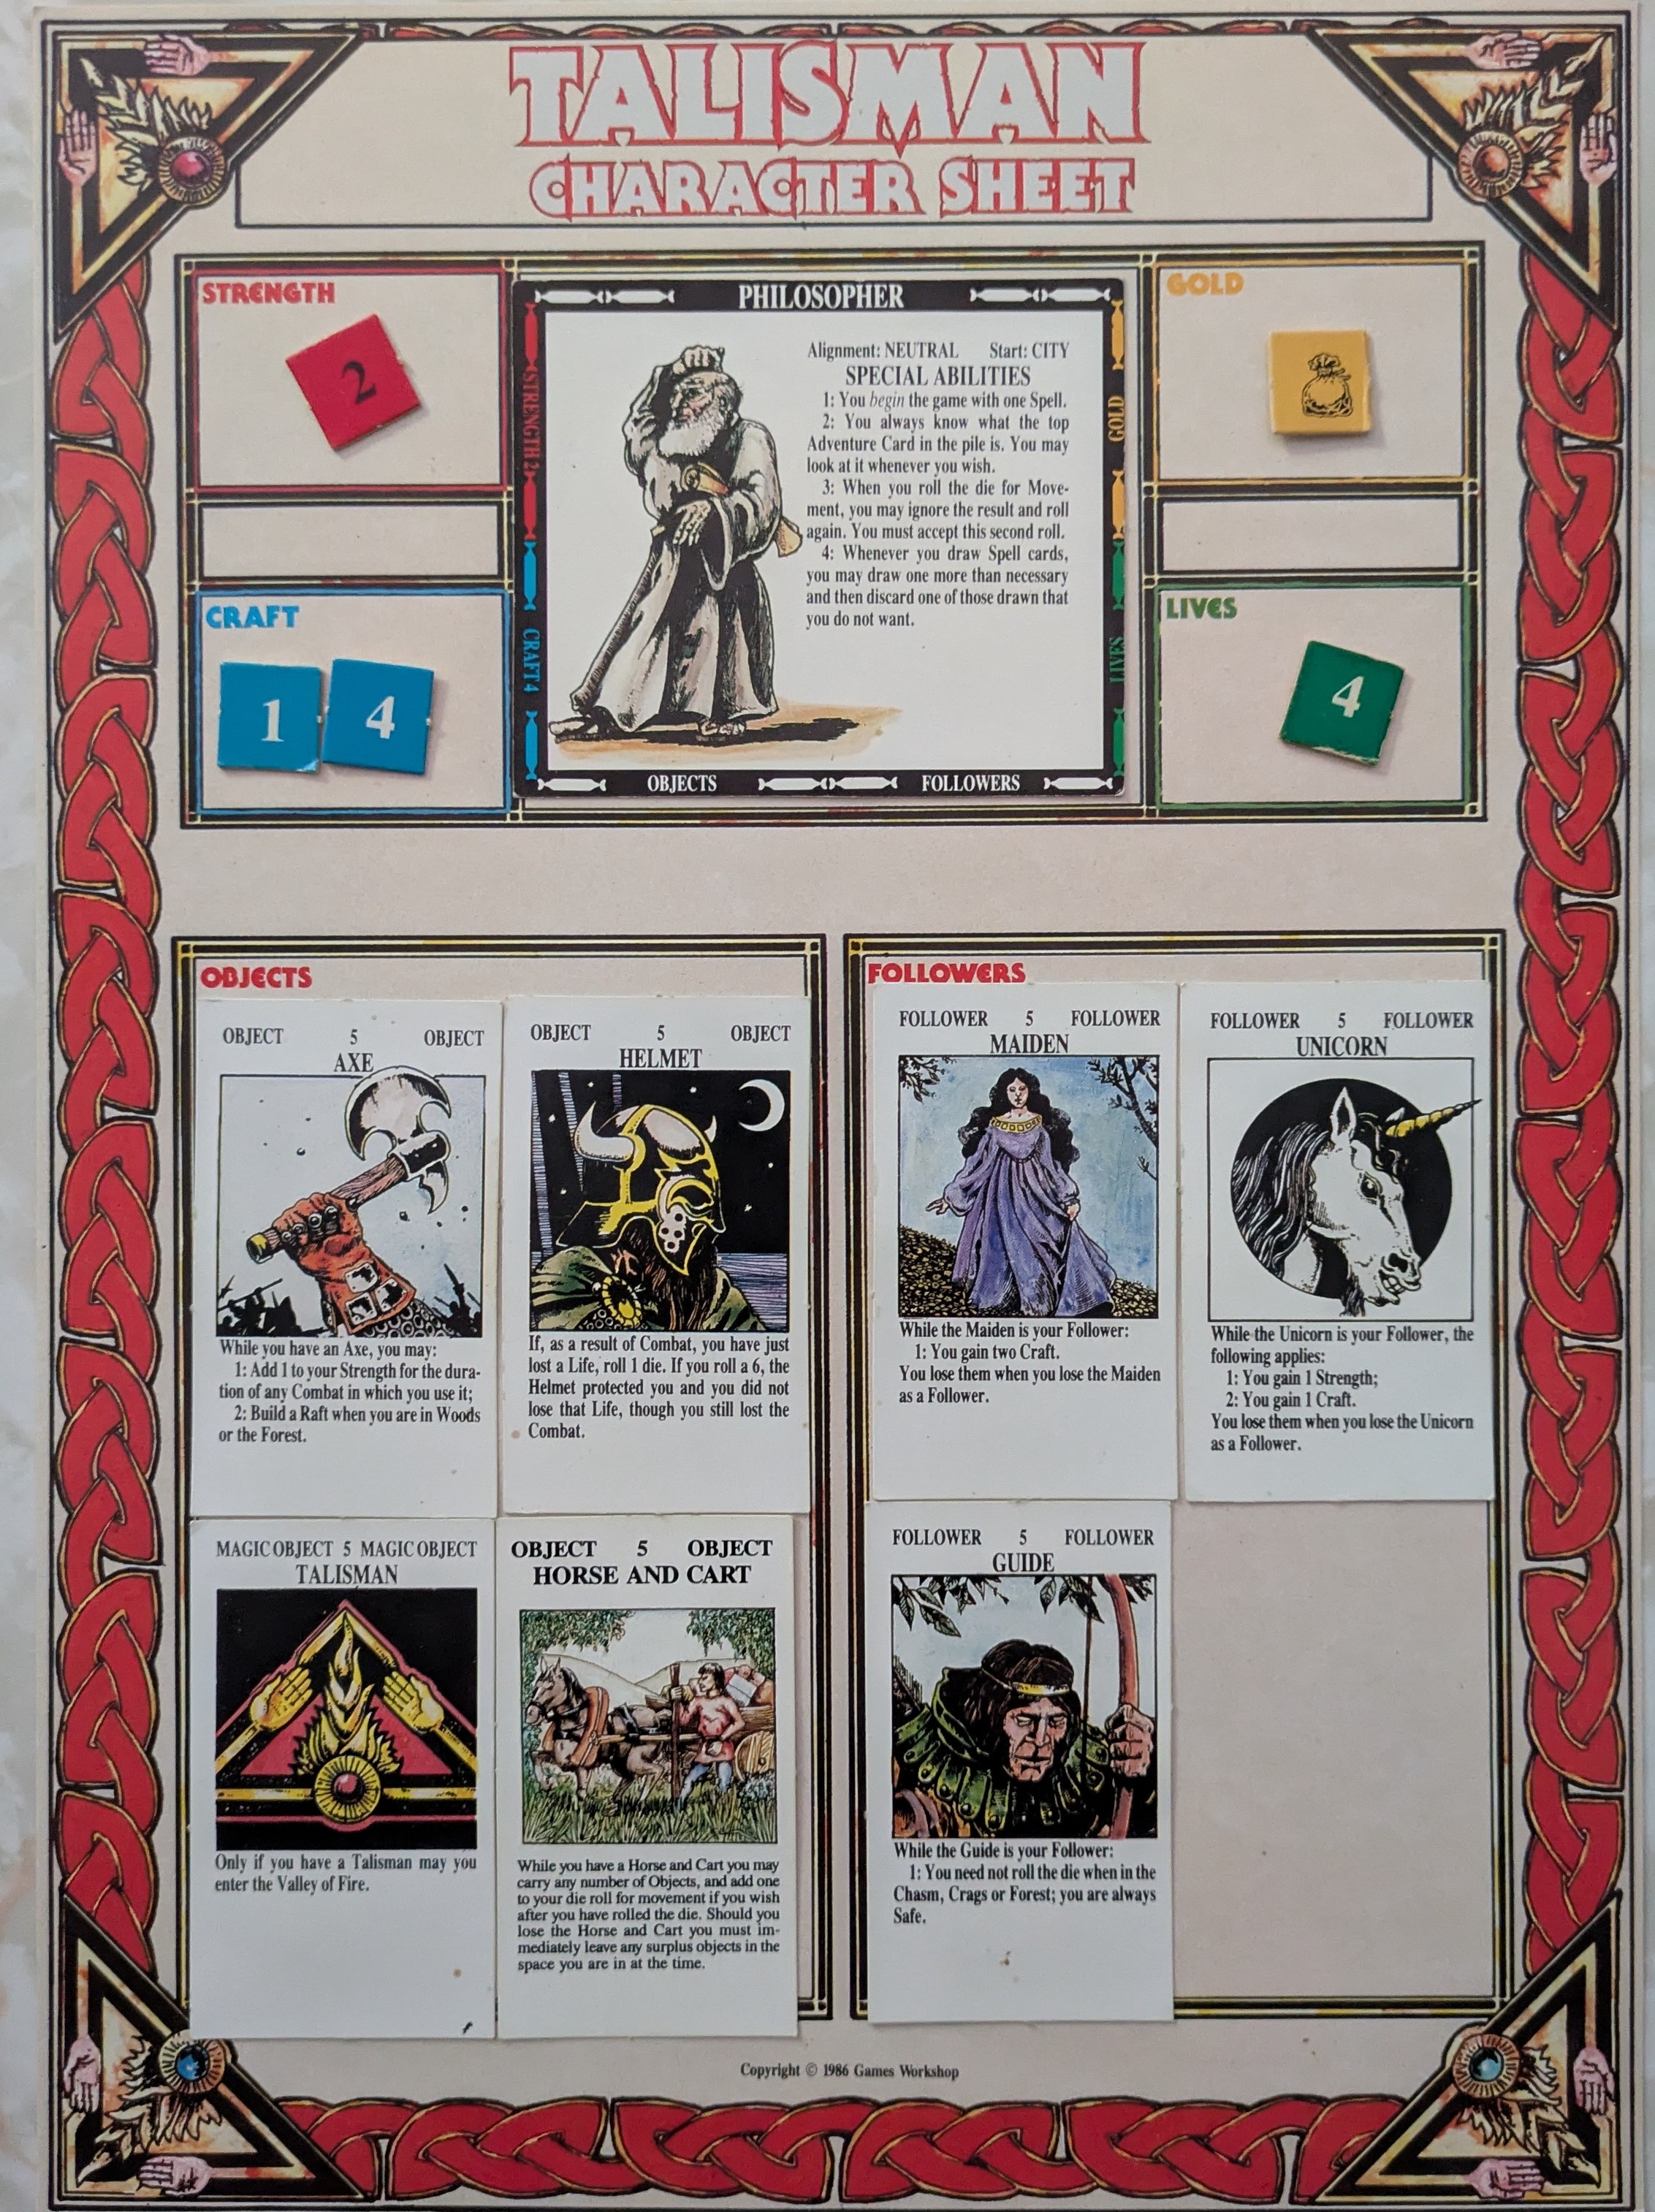 TALISMAN
CHARACTER SHEET
STRENGTH
2
CRAFT
1 4
PHILOSOPHER
STRENGTH 2
CRAFT 4
GOLD
LIVES
Alignment: NEUTRAL Start: CITY
SPECIAL ABILITIES
1: You begin the game with one Spell.
2: You always know what the top
Adventure Card in the pile is. You may
look at it whenever you wish.
3: When you roll the die for Move-
ment, you may ignore the result and roll
again. You must accept this second roll.
4: Whenever you draw Spell cards,
you may draw one more than necessary
and then discard one of those drawn that
you do not want.
OBJECTS FOLLOWERS
GOLD
LIVES
4
OBJECTS
OBJECT 5 OBJECT
AXE
While you have an Axe, you may:
1: Add 1 to your Strength for the dura-
tion of any Combat in which you use it;
2: Build a Raft when you are in Woods
or the Forest.
OBJECT 5 OBJECT
HELMET
If, as a result of Combat, you have just
lost a Life, roll 1 die. If you roll a 6, the
Helmet protected you and you did not
lose that Life, though you still lost the
Combat.
MAGIC OBJECT 5 MAGIC OBJECT
TALISMAN
Only if you have a Talisman may you
enter the Valley of Fire.
OBJECT 5 OBJECT
HORSE AND CART
While you have a Horse and Cart you may
carry any number of Objects, and add one
to your die roll for movement if you wish
after you have rolled the die. Should you
lose the Horse and Cart you must im-
mediately leave any surplus objects in the
space you are in at the time.
FOLLOWERS
FOLLOWER 5 FOLLOWER
MAIDEN
While the Maiden is your Follower:
1: You gain two Craft.
You lose them when you lose the Maiden
as a Follower.
FOLLOWER 5 FOLLOWER
UNICORN
While the Unicorn is your Follower, the
following applies:
1: You gain 1 Strength;
2: You gain 1 Craft.
You lose them when you lose the Unicorn
as a Follower.
FOLLOWER 5 FOLLOWER
GUIDE
While the Guide is your Follower:
1: You need not roll the die when in the
Chasm, Crags or Forest; you are always
Safe.
Copyright © 1986 Games Workshop